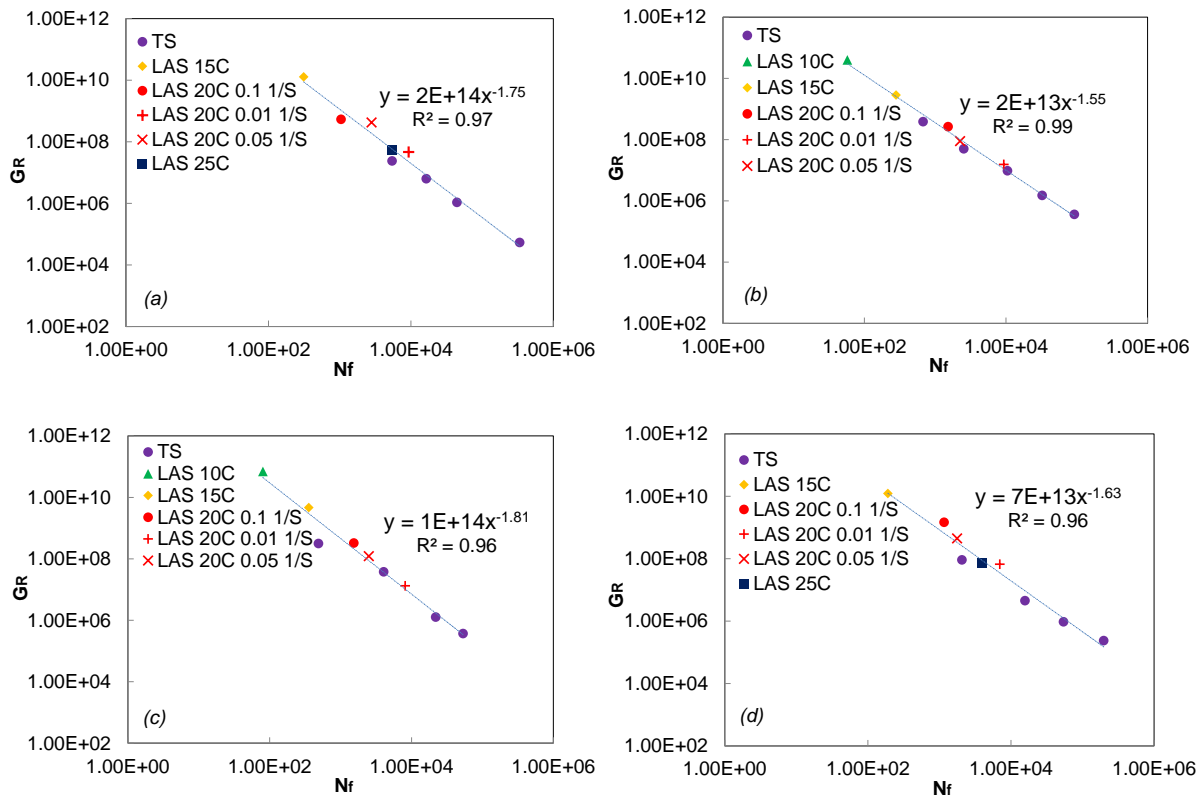 1.00E+12
1.00E+10
1.00E+08
1.00E+06
1.00E+04
1.00E+02
GR
TS
LAS 15C
LAS 20C 0.1 1/S
LAS 20C 0.01 1/S
LAS 20C 0.05 1/S
LAS 25C
y = 2E+14x-1.75
R² = 0.97
(a)
1.00E+00 1.00E+02 1.00E+04 1.00E+06
Nf
1.00E+12
1.00E+10
1.00E+08
1.00E+06
1.00E+04
1.00E+02
GR
TS
LAS 10C
LAS 15C
LAS 20C 0.1 1/S
LAS 20C 0.01 1/S
LAS 20C 0.05 1/S
y = 2E+13x-1.55
R² = 0.99
(b)
1.00E+00 1.00E+02 1.00E+04 1.00E+06
Nf
1.00E+12
1.00E+10
1.00E+08
1.00E+06
1.00E+04
1.00E+02
GR
TS
LAS 10C
LAS 15C
LAS 20C 0.1 1/S
LAS 20C 0.01 1/S
LAS 20C 0.05 1/S
y = 1E+14x-1.81
R² = 0.96
(c)
1.00E+00 1.00E+02 1.00E+04 1.00E+06
Nf
1.00E+12
1.00E+10
1.00E+08
1.00E+06
1.00E+04
1.00E+02
GR
TS
LAS 15C
LAS 20C 0.1 1/S
LAS 20C 0.01 1/S
LAS 20C 0.05 1/S
LAS 25C
y = 7E+13x-1.63
R² = 0.96
(d)
1.00E+00 1.00E+02 1.00E+04 1.00E+06
Nf